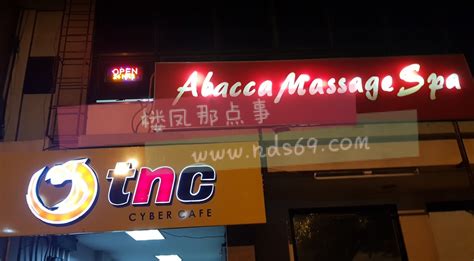 OPEN
Abacca Massage Spa
楼凤那点事
www.nds69.com
tnc
CYBER CAFE